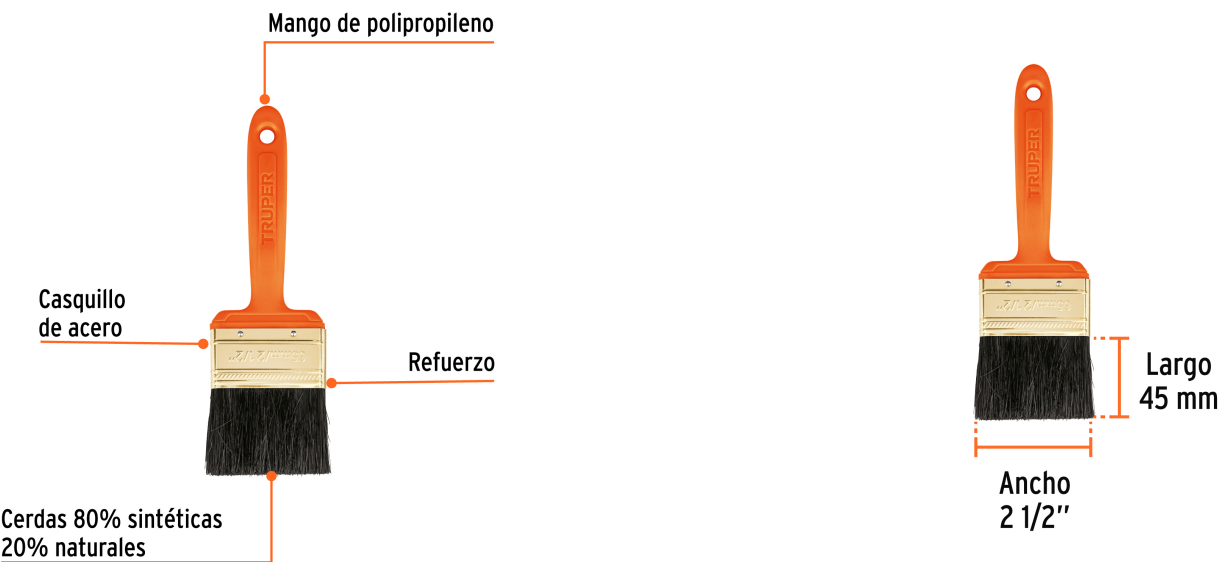 Mango de polipropileno
TRUPER
Casquillo
de acero
Refuerzo
Cerdas 80% sintéticas
20% naturales
TRUPER
Largo
45 mm
Ancho
2 1/2”